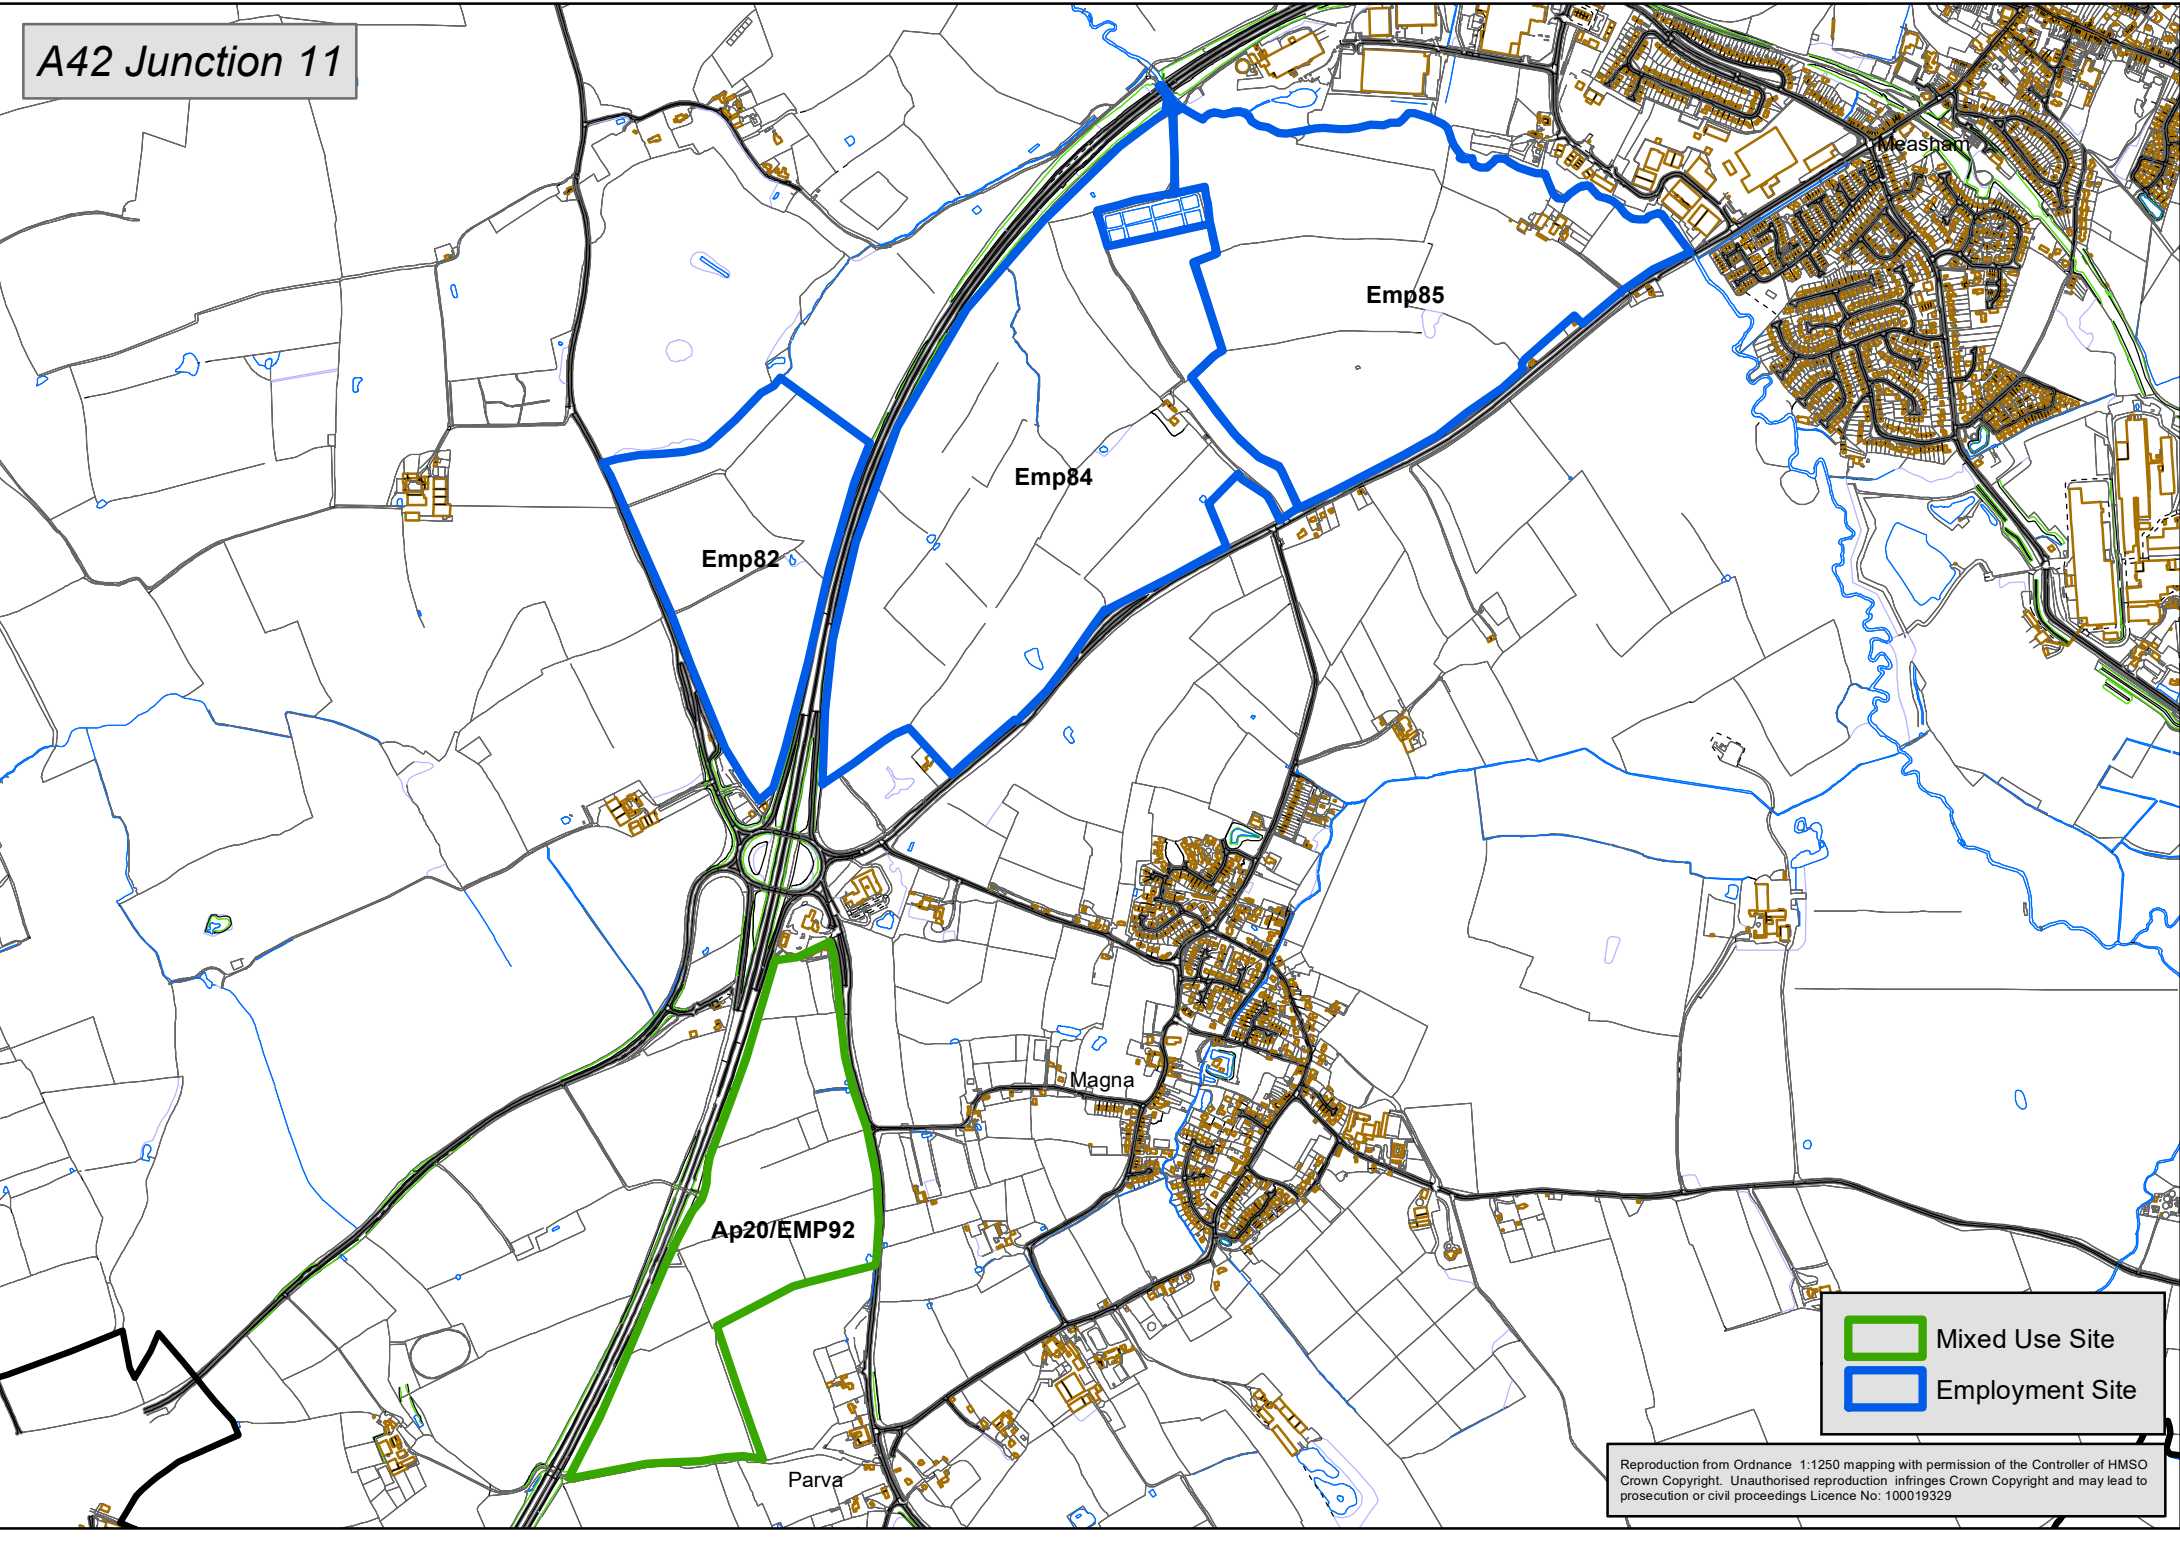 A42 Junction 11
Measham
Emp85
Emp84
Emp82
Magna
Ap20/EMP92
Parva
Mixed Use Site
Employment Site
Reproduction from Ordnance 1:1250 mapping with permission of the Controller of HMSO
Crown Copyright. Unauthorised reproduction infringes Crown Copyright and may lead to
prosecution or civil proceedings Licence No: 100019329